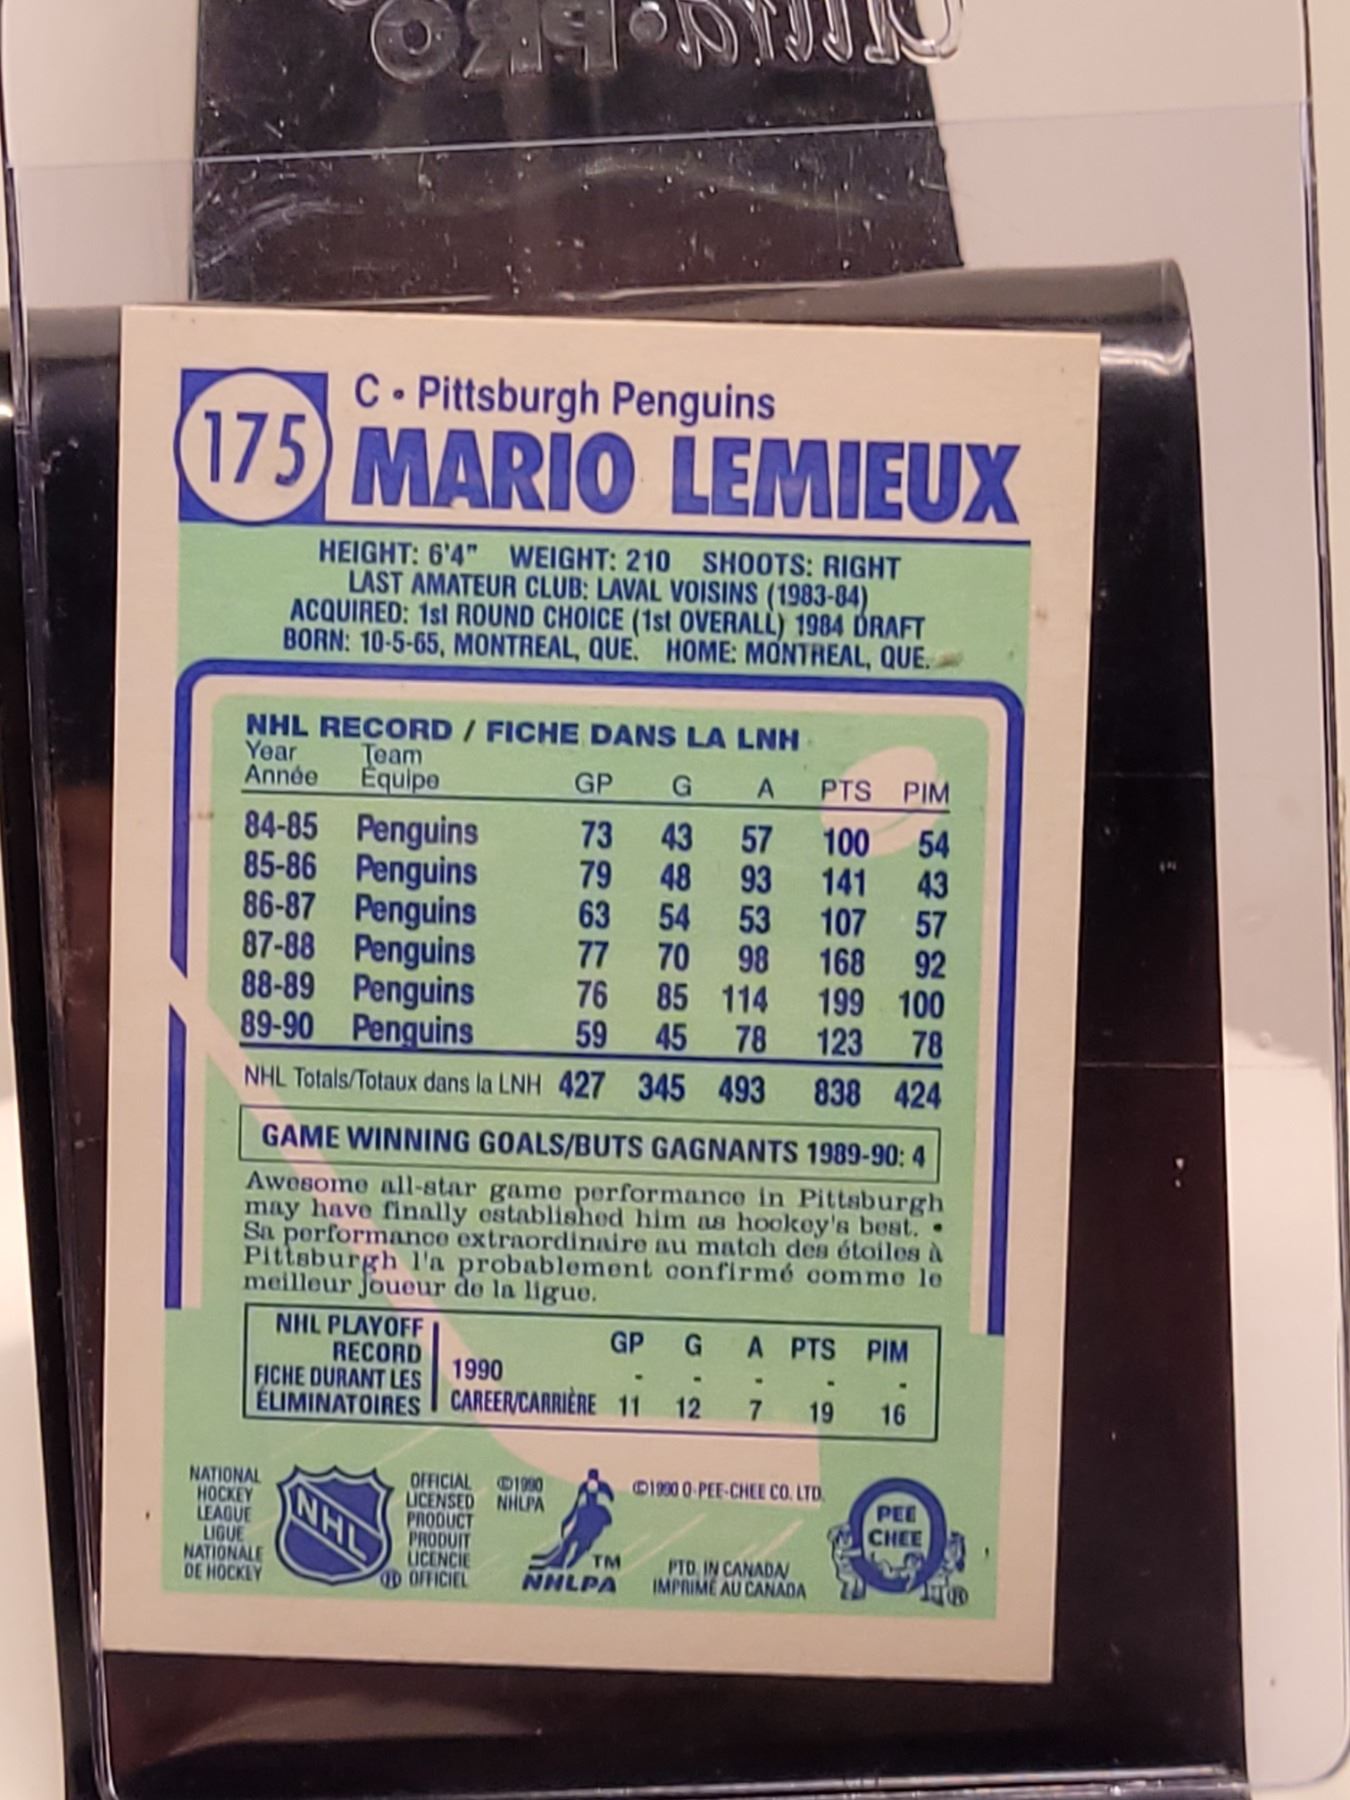 Ultra·PRO
175
C • Pittsburgh Penguins
MARIO LEMIEUX
HEIGHT: 6'4" WEIGHT: 210 SHOOTS: RIGHT
LAST AMATEUR CLUB: LAVAL VOISINS (1983-84)
ACQUIRED: 1st ROUND CHOICE (1st OVERALL) 1984 DRAFT
BORN: 10-5-65, MONTREAL, QUE. HOME: MONTREAL, QUE.
NHL RECORD / FICHE DANS LA LNH
Year Team
Année Équipe GP G A PTS PIM
84-85 Penguins 73 43 57 100 54
85-86 Penguins 79 48 93 141 43
86-87 Penguins 63 54 53 107 57
87-88 Penguins 77 70 98 168 92
88-89 Penguins 76 85 114 199 100
89-90 Penguins 59 45 78 123 78
NHL Totals/Totaux dans la LNH 427 345 493 838 424
GAME WINNING GOALS/BUTS GAGNANTS 1989-90: 4
Awesome all-star game performance in Pittsburgh
may have finally established him as hockey's best. •
Sa performance extraordinaire au match des étoiles à
Pittsburgh l'a probablement confirmé comme le
meilleur joueur de la ligue.
NHL PLAYOFF
RECORD
FICHE DURANT LES
ÉLIMINATOIRES
GP G A PTS PIM
1990 - - - - -
CAREER/CARRIÈRE 11 12 7 19 16
NATIONAL
HOCKEY
LEAGUE
LIGUE
NATIONALE
DE HOCKEY
NHL
®
OFFICIAL
LICENSED
PRODUCT
PRODUIT
LICENCIE
OFFICIEL
©1990
NHLPA
TM
NHLPA
©1990 O-PEE-CHEE CO. LTD.
PTD. IN CANADA/
IMPRIMÉ AU CANADA
PEE
CHEE
®